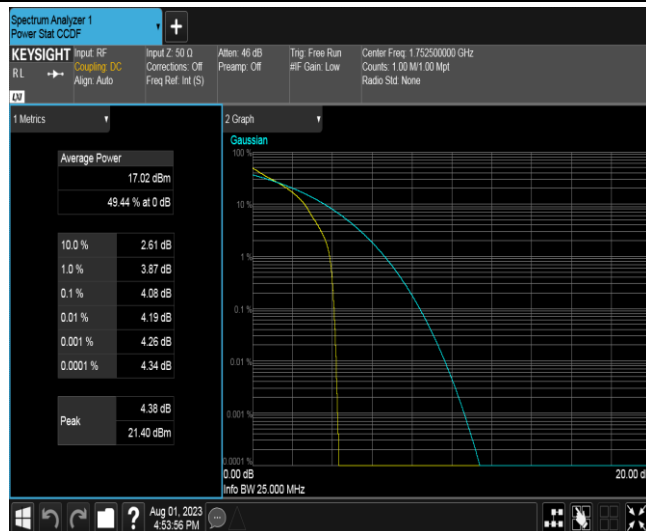 Spectrum Analyzer 1
Power Stat CCDF
+
KEYSIGHT
RL
LXI
Input: RF
Coupling: DC
Align: Auto
Input Z: 50 Ω
Corrections: Off
Freq Ref: Int (S)
Atten: 46 dB
Preamp: Off
Trig: Free Run
#IF Gain: Low
Center Freq: 1.752500000 GHz
Counts: 1.00 M/1.00 Mpt
Radio Std: None
1 Metrics
Average Power
17.02 dBm
49.44 % at 0 dB
10.0 % 2.61 dB
1.0 % 3.87 dB
0.1 % 4.08 dB
0.01 % 4.19 dB
0.001 % 4.26 dB
0.0001 % 4.34 dB
Peak
4.38 dB
21.40 dBm
2 Graph
Gaussian
100 %
10 %
1 %
0.1 %
0.01 %
0.001 %
0.0001 %
0.00 dB
20.00 d
Info BW 25.000 MHz
?
Aug 01, 2023
4:53:56 PM